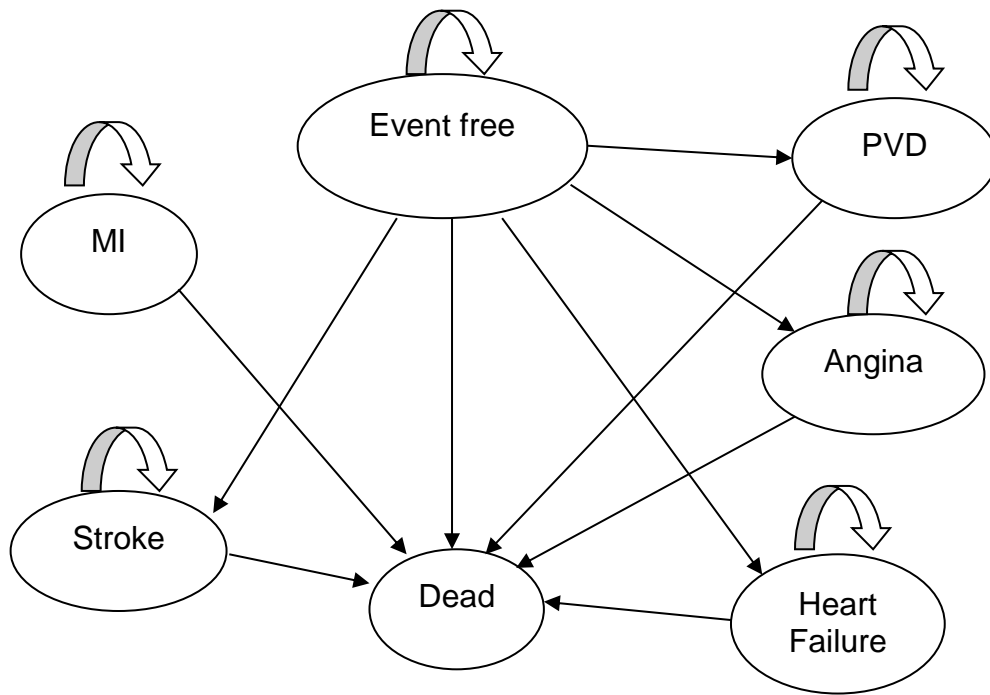 Event free
PVD
MI
Angina
Stroke
Dead
Heart
Failure